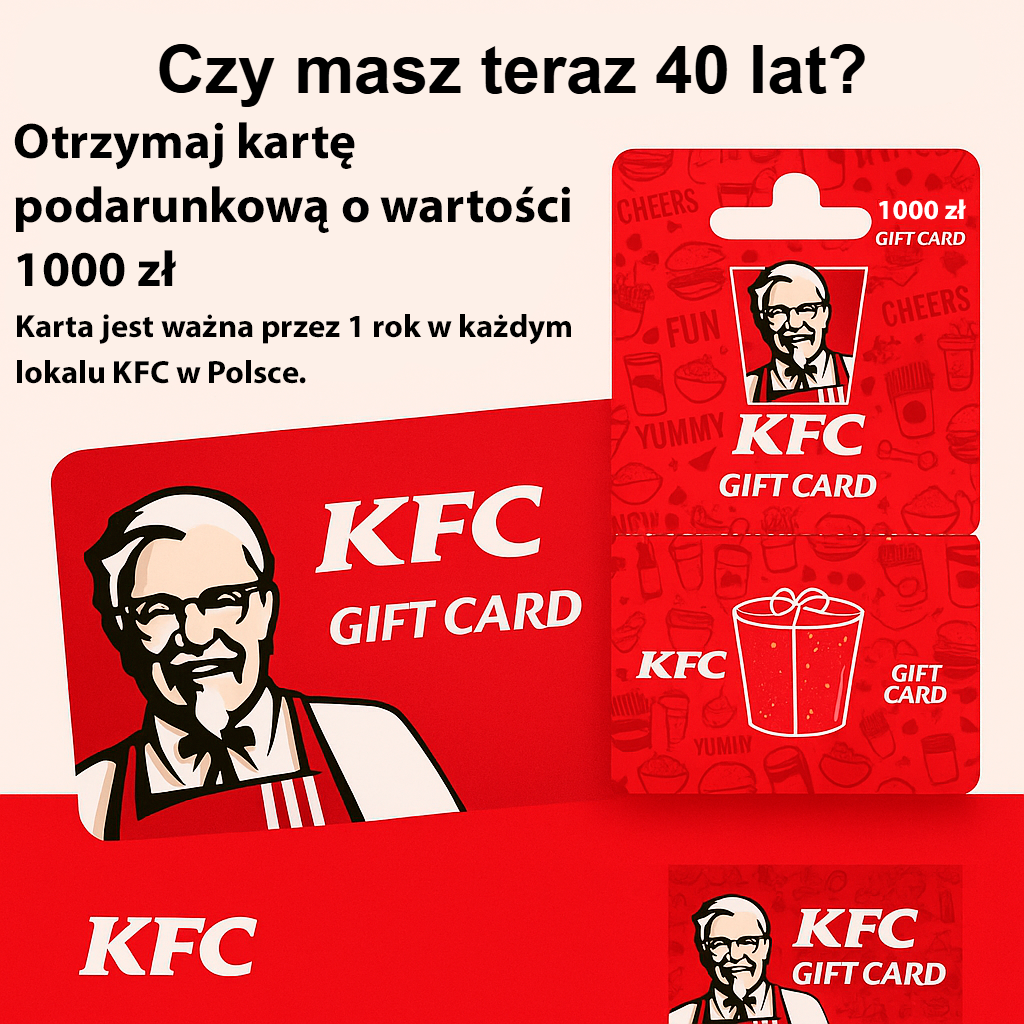 Czy masz teraz 40 lat?
Otrzymaj kartę
podarunkową o wartości
1000 zł
Karta jest ważna przez 1 rok w każdym
lokalu KFC w Polsce.
CHEERS
1000 zł
GIFT CARD
CHEERS
FUN
YUMMY
KFC
GIFT CARD
KFC
GIFT CARD
KFC
GIFT
CARD
KFC
KFC
GIFT CARD